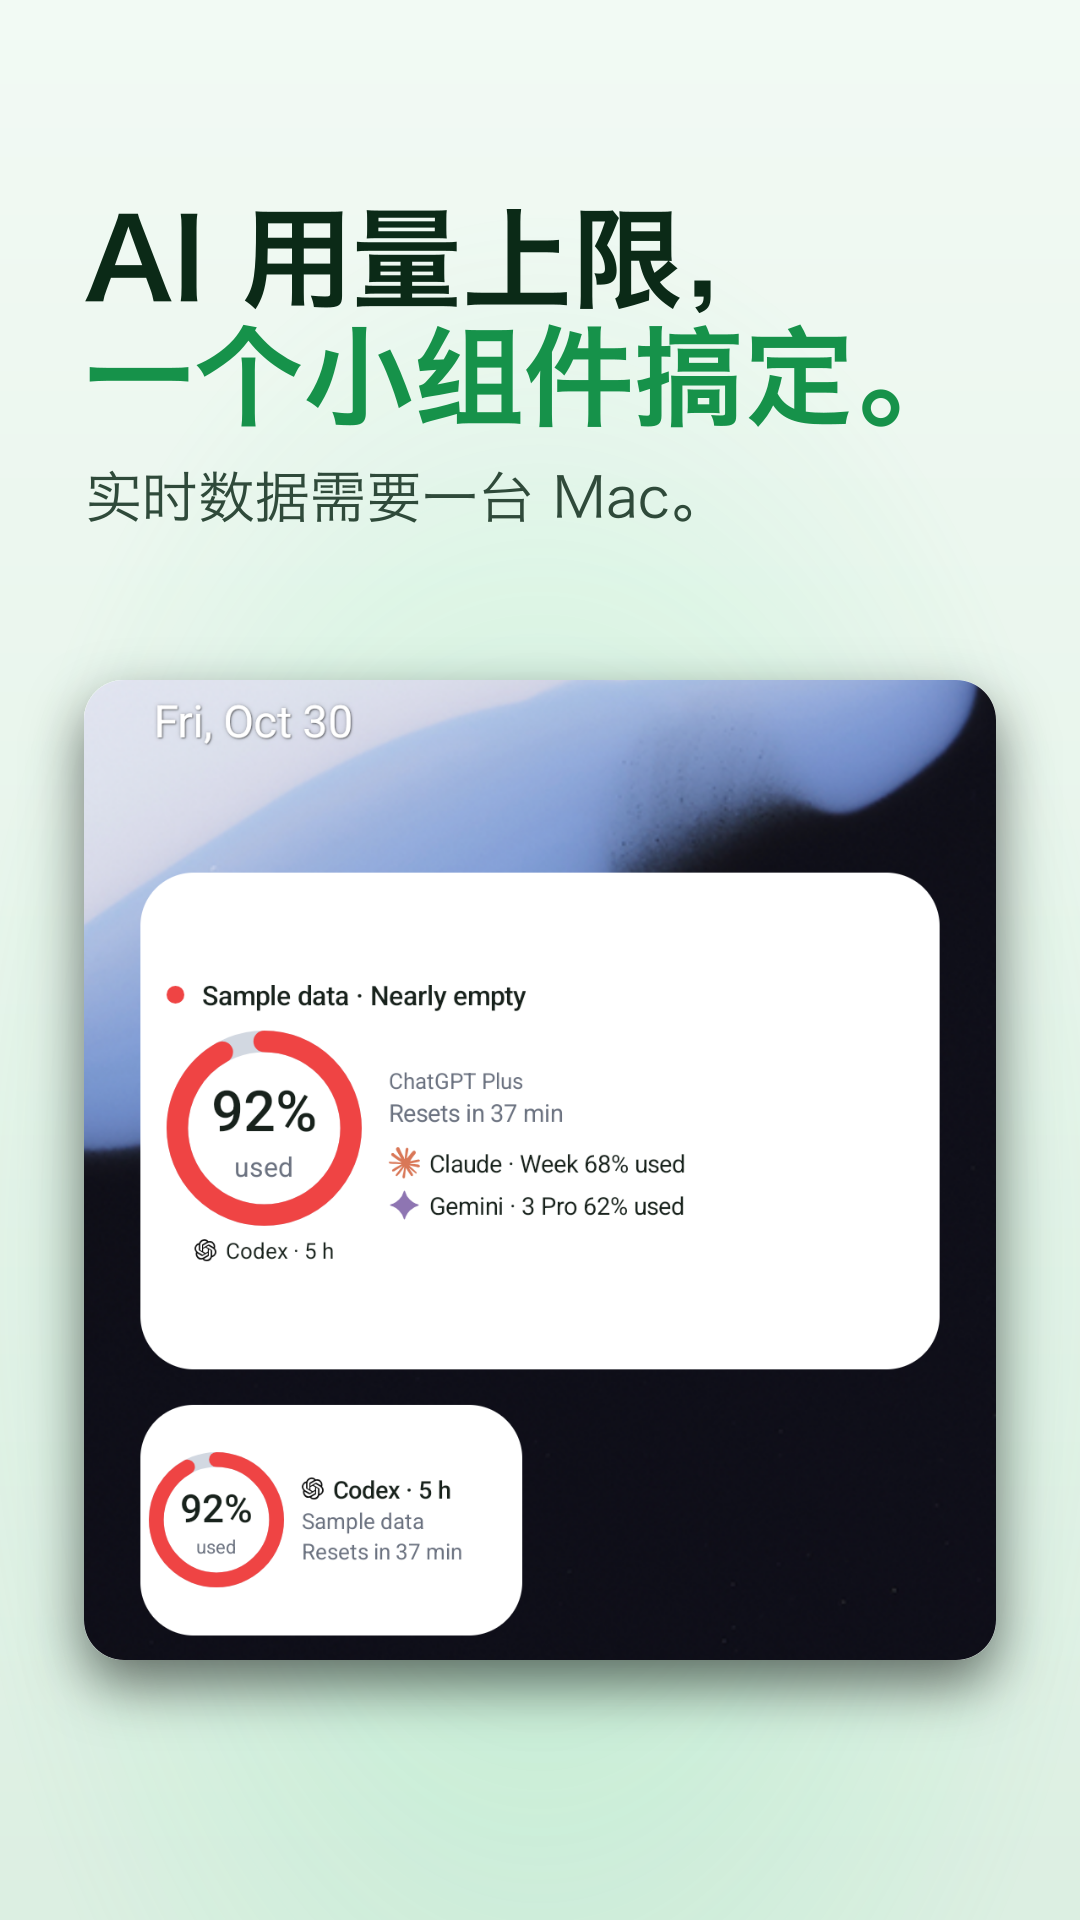 AI 用量上限，
一个小组件搞定。
实时数据需要一台 Mac。
Fri, Oct 30
Sample data · Nearly empty
92%
used
Codex · 5 h
ChatGPT Plus
Resets in 37 min
Claude · Week 68% used
Gemini · 3 Pro 62% used
92%
used
Codex · 5 h
Sample data
Resets in 37 min